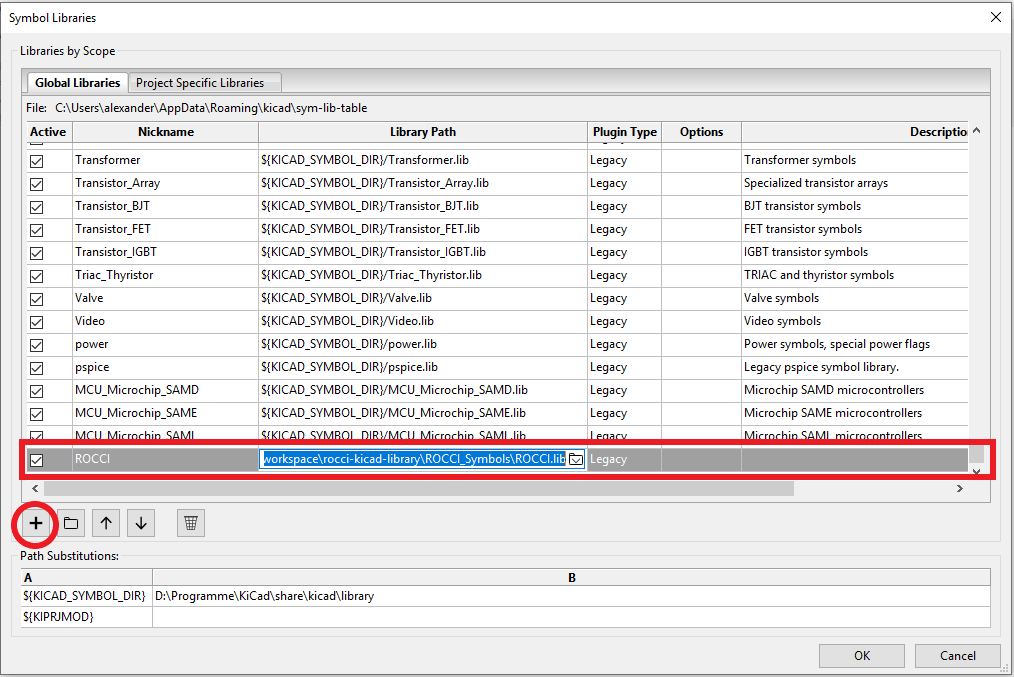 Symbol Libraries
Libraries by Scope
Global Libraries Project Specific Libraries
File: C:\Users\alexander\AppData\Roaming\kicad\sym-lib-table
Active Nickname Library Path Plugin Type Options Descriptio
Transformer ${KICAD_SYMBOL_DIR}/Transformer.lib Legacy Transformer symbols
Transistor_Array ${KICAD_SYMBOL_DIR}/Transistor_Array.lib Legacy Specialized transistor arrays
Transistor_BJT ${KICAD_SYMBOL_DIR}/Transistor_BJT.lib Legacy BJT transistor symbols
Transistor_FET ${KICAD_SYMBOL_DIR}/Transistor_FET.lib Legacy FET transistor symbols
Transistor_IGBT ${KICAD_SYMBOL_DIR}/Transistor_IGBT.lib Legacy IGBT transistor symbols
Triac_Thyristor ${KICAD_SYMBOL_DIR}/Triac_Thyristor.lib Legacy TRIAC and thyristor symbols
Valve ${KICAD_SYMBOL_DIR}/Valve.lib Legacy Valve symbols
Video ${KICAD_SYMBOL_DIR}/Video.lib Legacy Video symbols
power ${KICAD_SYMBOL_DIR}/power.lib Legacy Power symbols, special power flags
pspice ${KICAD_SYMBOL_DIR}/pspice.lib Legacy Legacy pspice symbol library.
MCU_Microchip_SAMD ${KICAD_SYMBOL_DIR}/MCU_Microchip_SAMD.lib Legacy Microchip SAMD microcontrollers
MCU_Microchip_SAME ${KICAD_SYMBOL_DIR}/MCU_Microchip_SAME.lib Legacy Microchip SAME microcontrollers
MCU_Microchip_SAML ${KICAD_SYMBOL_DIR}/MCU_Microchip_SAML.lib Legacy Microchip SAML microcontrollers
ROCCI workspace\rocci-kicad-library\ROCCI_Symbols\ROCCI.lib Legacy
Path Substitutions:
A B
${KICAD_SYMBOL_DIR} D:\Programme\KiCad\share\kicad\library
${KIPRJMOD}
OK Cancel